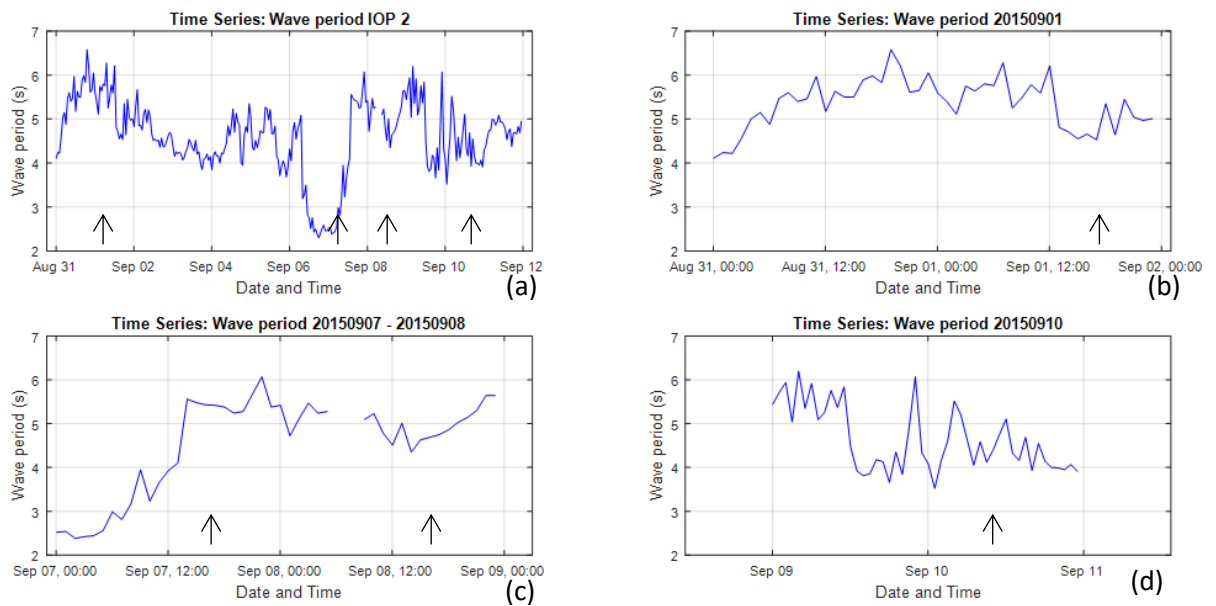 Time Series: Wave period IOP 2
7
6
5
4
3
2
Wave period (s)
Aug 31 Sep 02 Sep 04 Sep 06 Sep 08 Sep 10 Sep 12
Date and Time
(a)
Time Series: Wave period 20150901
7
6
5
4
3
2
Wave period (s)
Aug 31, 00:00 Aug 31, 12:00 Sep 01, 00:00 Sep 01, 12:00 Sep 02, 00:00
Date and Time
(b)
Time Series: Wave period 20150907 - 20150908
7
6
5
4
3
2
Wave period (s)
Sep 07, 00:00 Sep 07, 12:00 Sep 08, 00:00 Sep 08, 12:00 Sep 09, 00:00
Date and Time
(c)
Time Series: Wave period 20150910
7
6
5
4
3
2
Wave period (s)
Sep 09 Sep 10 Sep 11
Date and Time
(d)